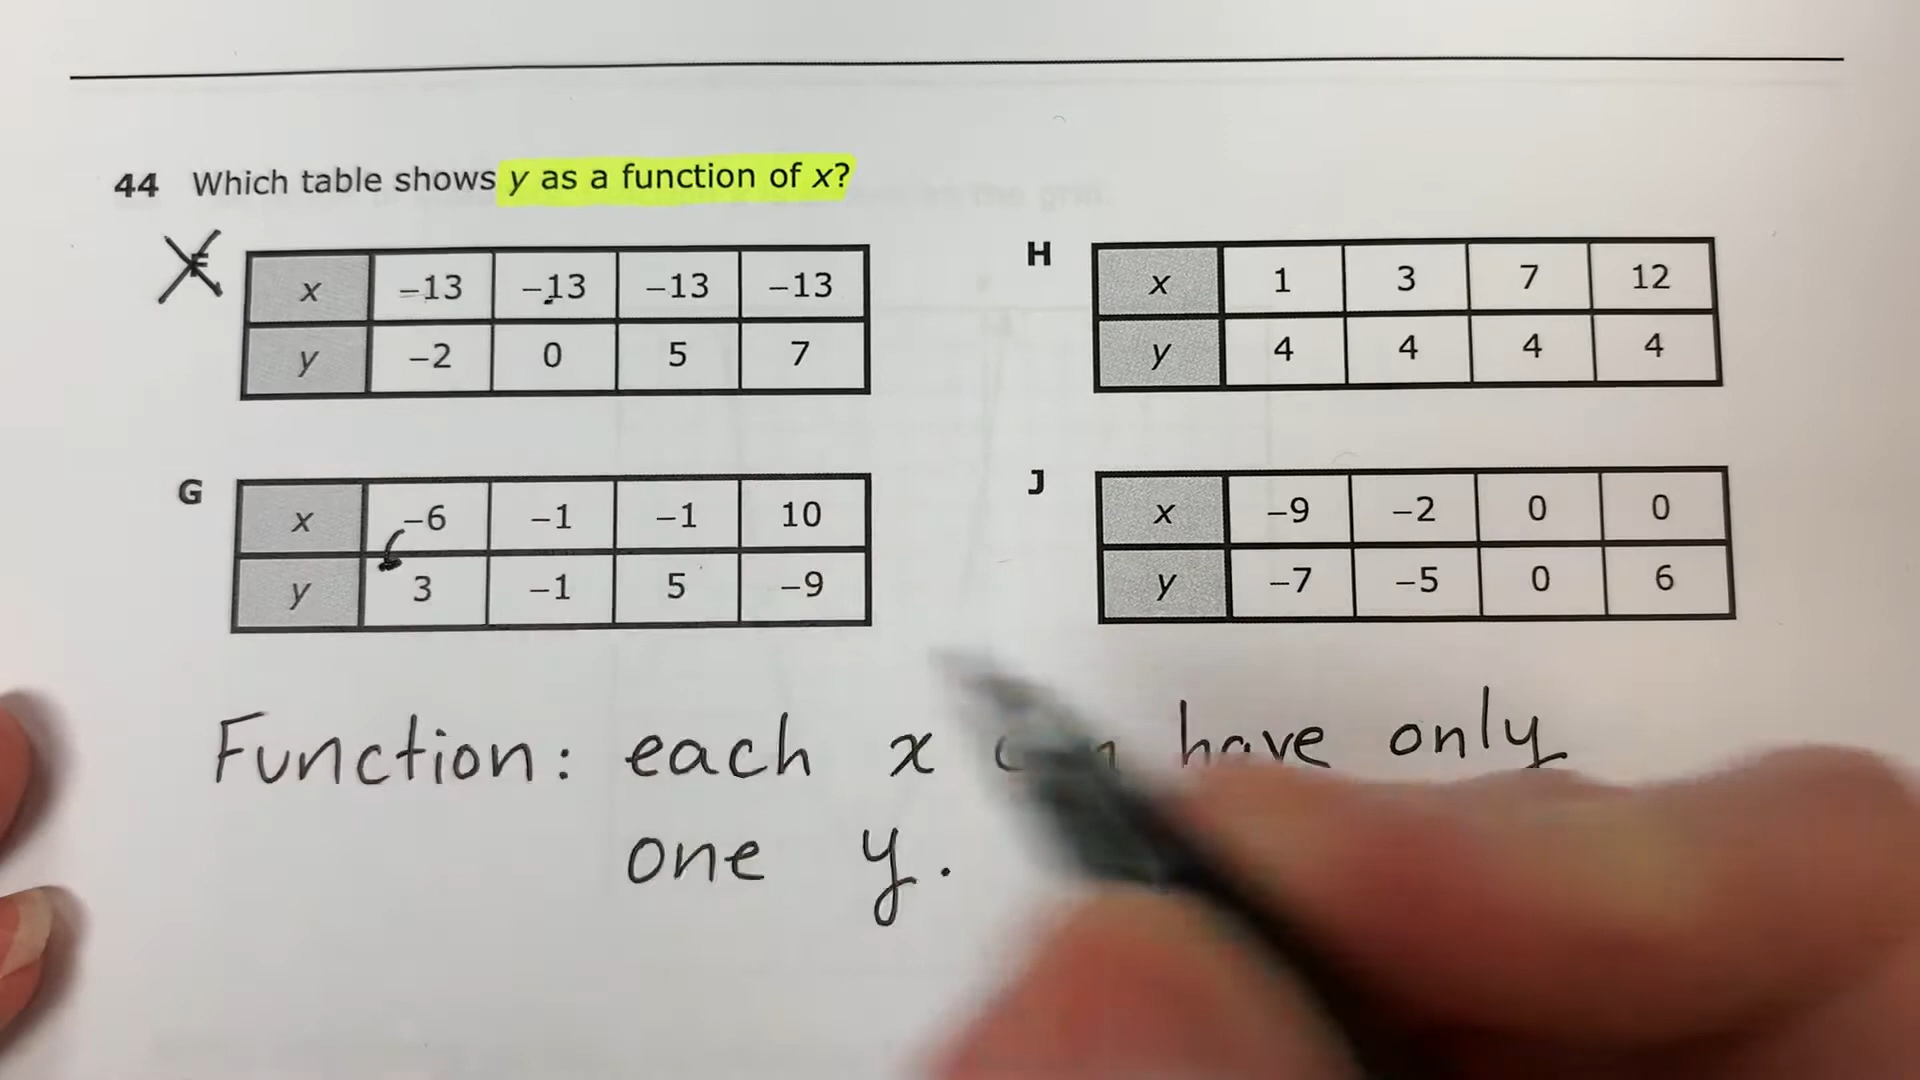 44 Which table shows y as a function of x?
F
x −13 −13 −13 −13
y −2 0 5 7
H
x 1 3 7 12
y 4 4 4 4
G
x −6 −1 −1 10
y 3 −1 5 −9
J
x −9 −2 0 0
y −7 −5 0 6
Function: each x have only
one y.